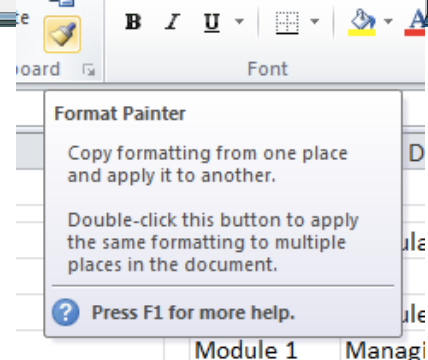 B I U A
Font
Format Painter
Copy formatting from one place
and apply it to another.
D
Double-click this button to apply
the same formatting to multiple
places in the document.
Press F1 for more help.
Module 1